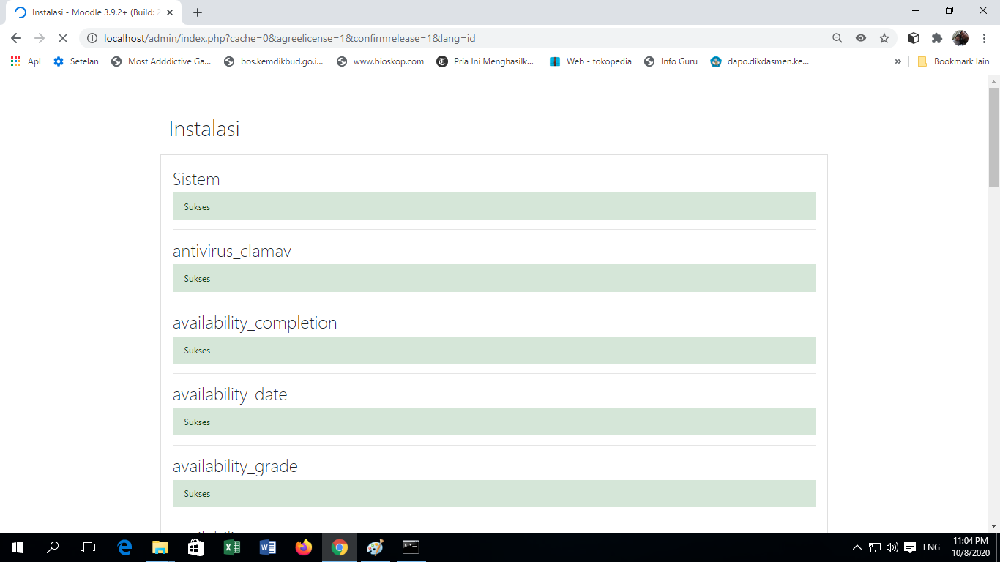 Instalasi - Moodle 3.9.2+ (Build: 2
localhost/admin/index.php?cache=0&agreelicense=1&confirmrelease=1&lang=id
Apl
Setelan
Most Adddictive Ga...
bos.kemdikbud.go.i...
www.bioskop.com
Pria Ini Menghasilk...
Web - tokopedia
Info Guru
dapo.dikdasmen.ke...
»
Bookmark lain
Instalasi
Sistem
Sukses
antivirus_clamav
Sukses
availability_completion
Sukses
availability_date
Sukses
availability_grade
Sukses
ENG
11:04 PM
10/8/2020